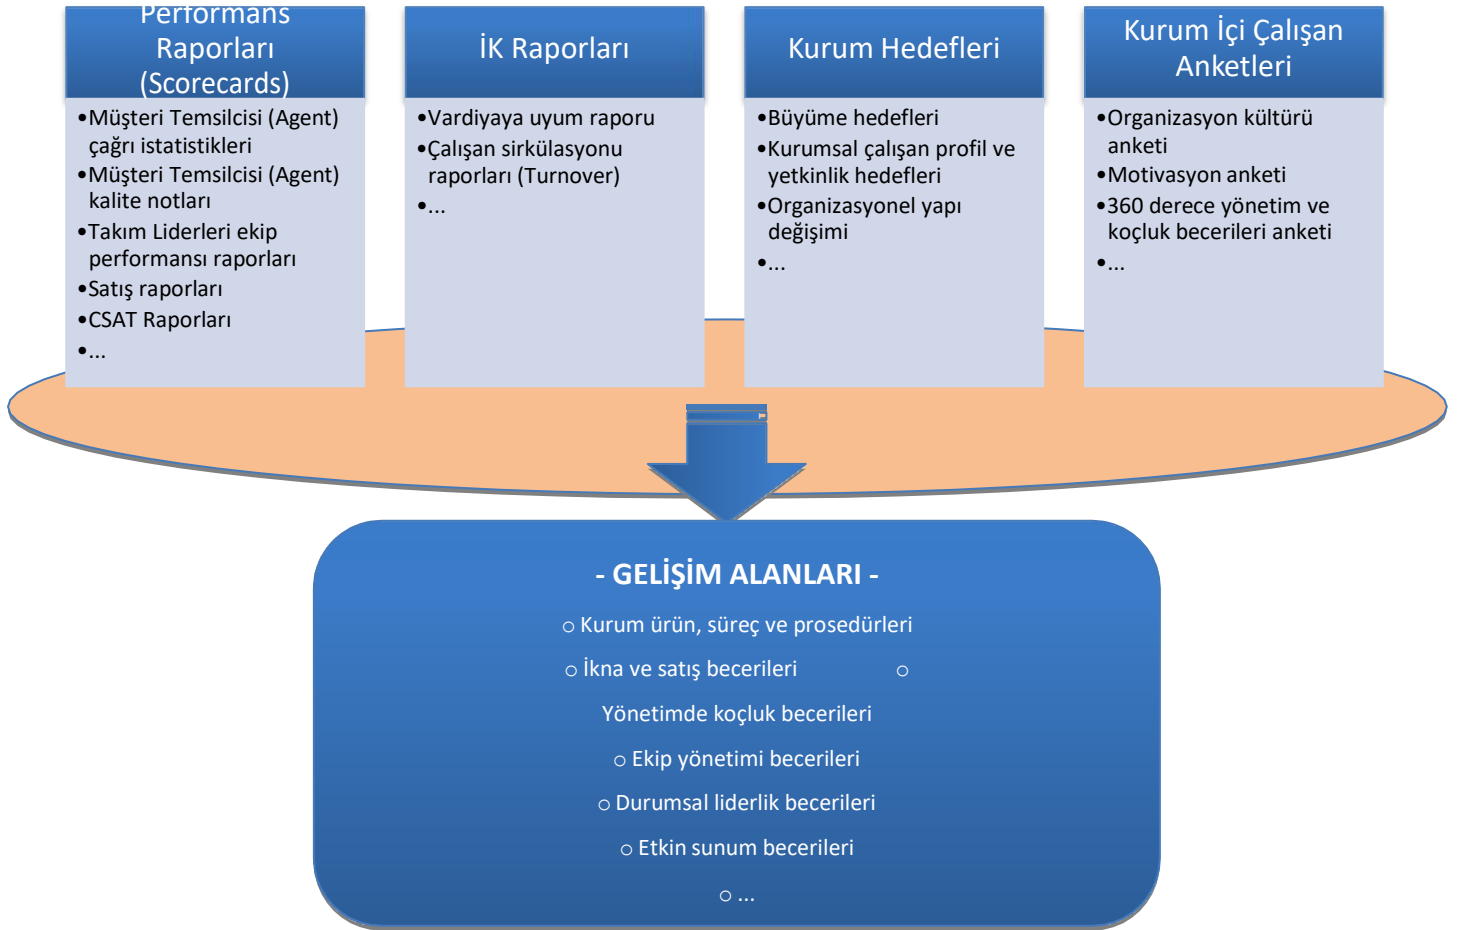 Performans
Raporları
(Scorecards)
•Müşteri Temsilcisi (Agent)
çağrı istatistikleri
•Müşteri Temsilcisi (Agent)
kalite notları
•Takım Liderleri ekip
performansı raporları
•Satış raporları
•CSAT Raporları
•...
İK Raporları
•Vardiyaya uyum raporu
•Çalışan sirkülasyonu
raporları (Turnover)
•...
Kurum Hedefleri
•Büyüme hedefleri
•Kurumsal çalışan profil ve
yetkinlik hedefleri
•Organizasyonel yapı
değişimi
•...
Kurum İçi Çalışan
Anketleri
•Organizasyon kültürü
anketi
•Motivasyon anketi
•360 derece yönetim ve
koçluk becerileri anketi
•...
- GELİŞİM ALANLARI -
o Kurum ürün, süreç ve prosedürleri
o İkna ve satış becerileri o
Yönetimde koçluk becerileri
o Ekip yönetimi becerileri
o Durumsal liderlik becerileri
o Etkin sunum becerileri
o ...